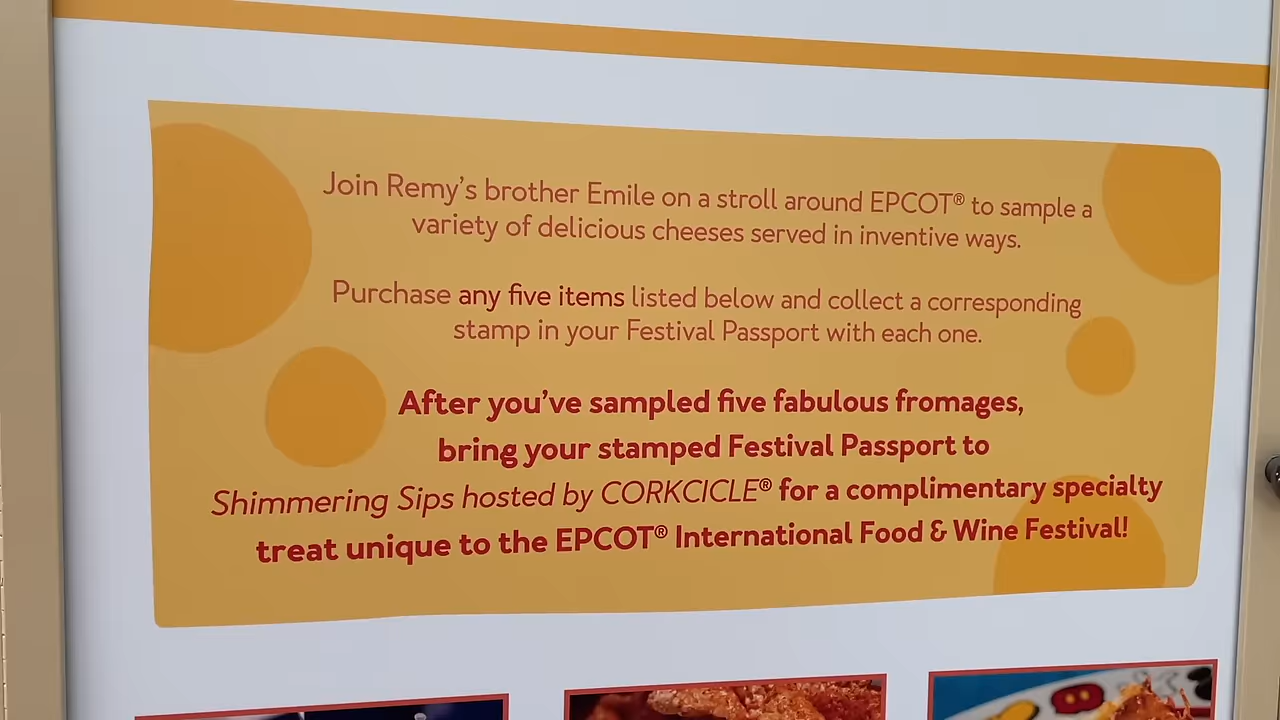 Join Remy's brother Emile on a stroll around EPCOT® to sample a
variety of delicious cheeses served in inventive ways.
Purchase any five items listed below and collect a corresponding
stamp in your Festival Passport with each one.
After you've sampled five fabulous fromages,
bring your stamped Festival Passport to
Shimmering Sips hosted by CORKCICLE® for a complimentary specialty
treat unique to the EPCOT® International Food & Wine Festival!